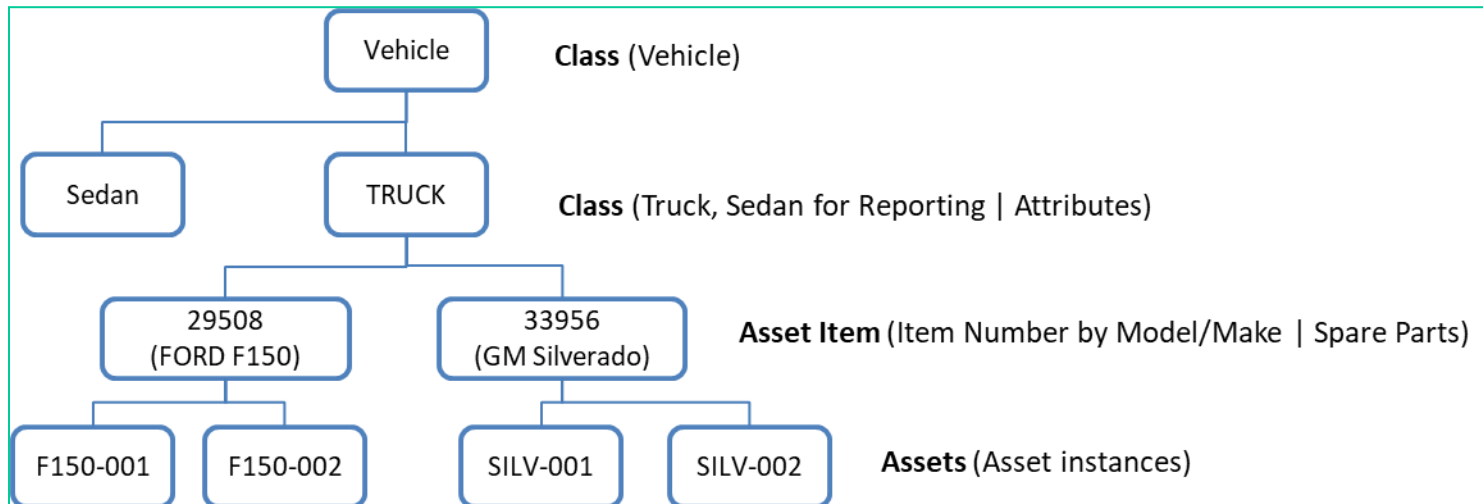 Vehicle
Class (Vehicle)
Sedan
TRUCK
Class (Truck, Sedan for Reporting | Attributes)
29508
(FORD F150)
33956
(GM Silverado)
Asset Item (Item Number by Model/Make | Spare Parts)
F150-001
F150-002
SILV-001
SILV-002
Assets (Asset instances)